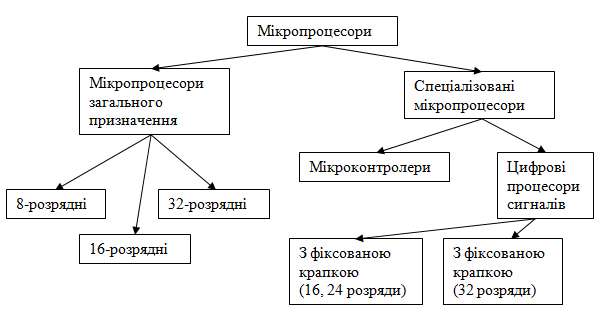 Мікропроцесори
Мікропроцесори
загального
призначення
Спеціалізовані
мікропроцесори
Мікроконтролери
Цифрові
процесори
сигналів
8-розрядні
32-розрядні
16-розрядні
З фіксованою
крапкою
(16, 24 розряди)
З фіксованою
крапкою
(32 розряди)